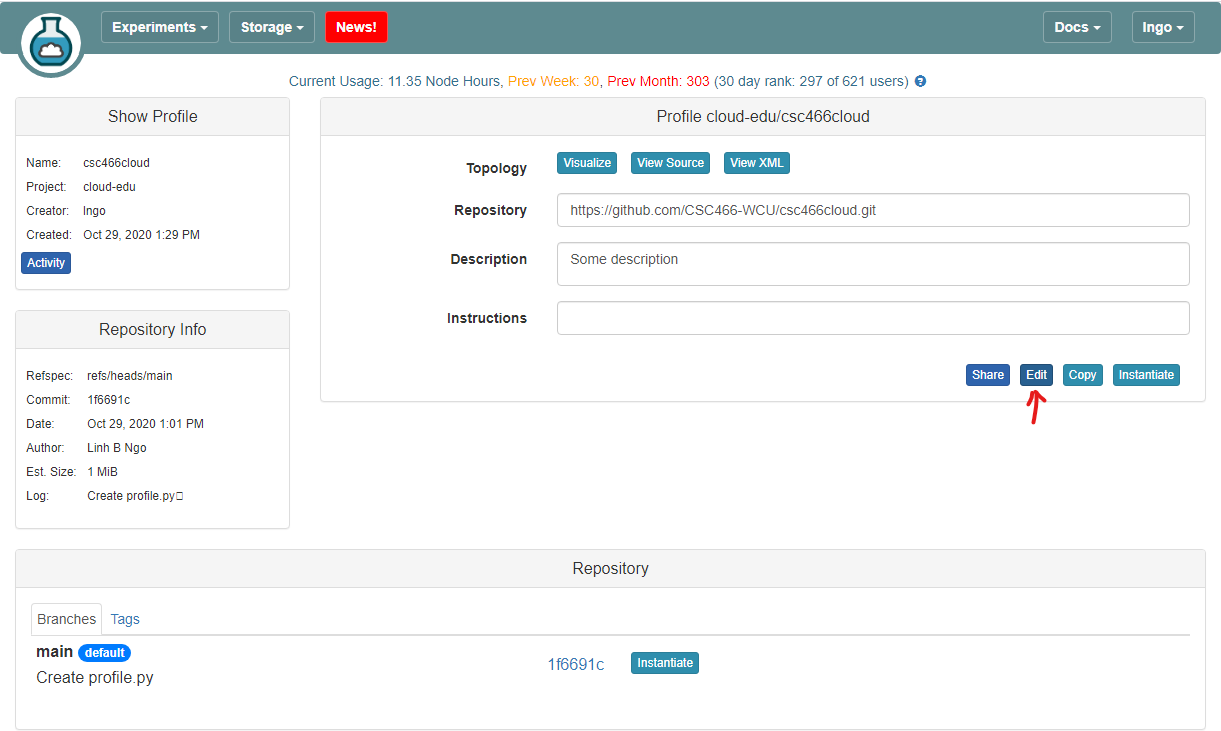 Experiments Storage News! Docs Ingo
Current Usage: 11.35 Node Hours, Prev Week: 30, Prev Month: 303 (30 day rank: 297 of 621 users)
Show Profile
Name: csc466cloud
Project: cloud-edu
Creator: lngo
Created: Oct 29, 2020 1:29 PM
Activity
Repository Info
Refspec: refs/heads/main
Commit: 1f6691c
Date: Oct 29, 2020 1:01 PM
Author: Linh B Ngo
Est. Size: 1 MiB
Log: Create profile.py
Profile cloud-edu/csc466cloud
Topology Visualize View Source View XML
Repository https://github.com/CSC466-WCU/csc466cloud.git
Description Some description
Instructions
Share Edit Copy Instantiate
Repository
Branches Tags
main default
Create profile.py
1f6691c Instantiate